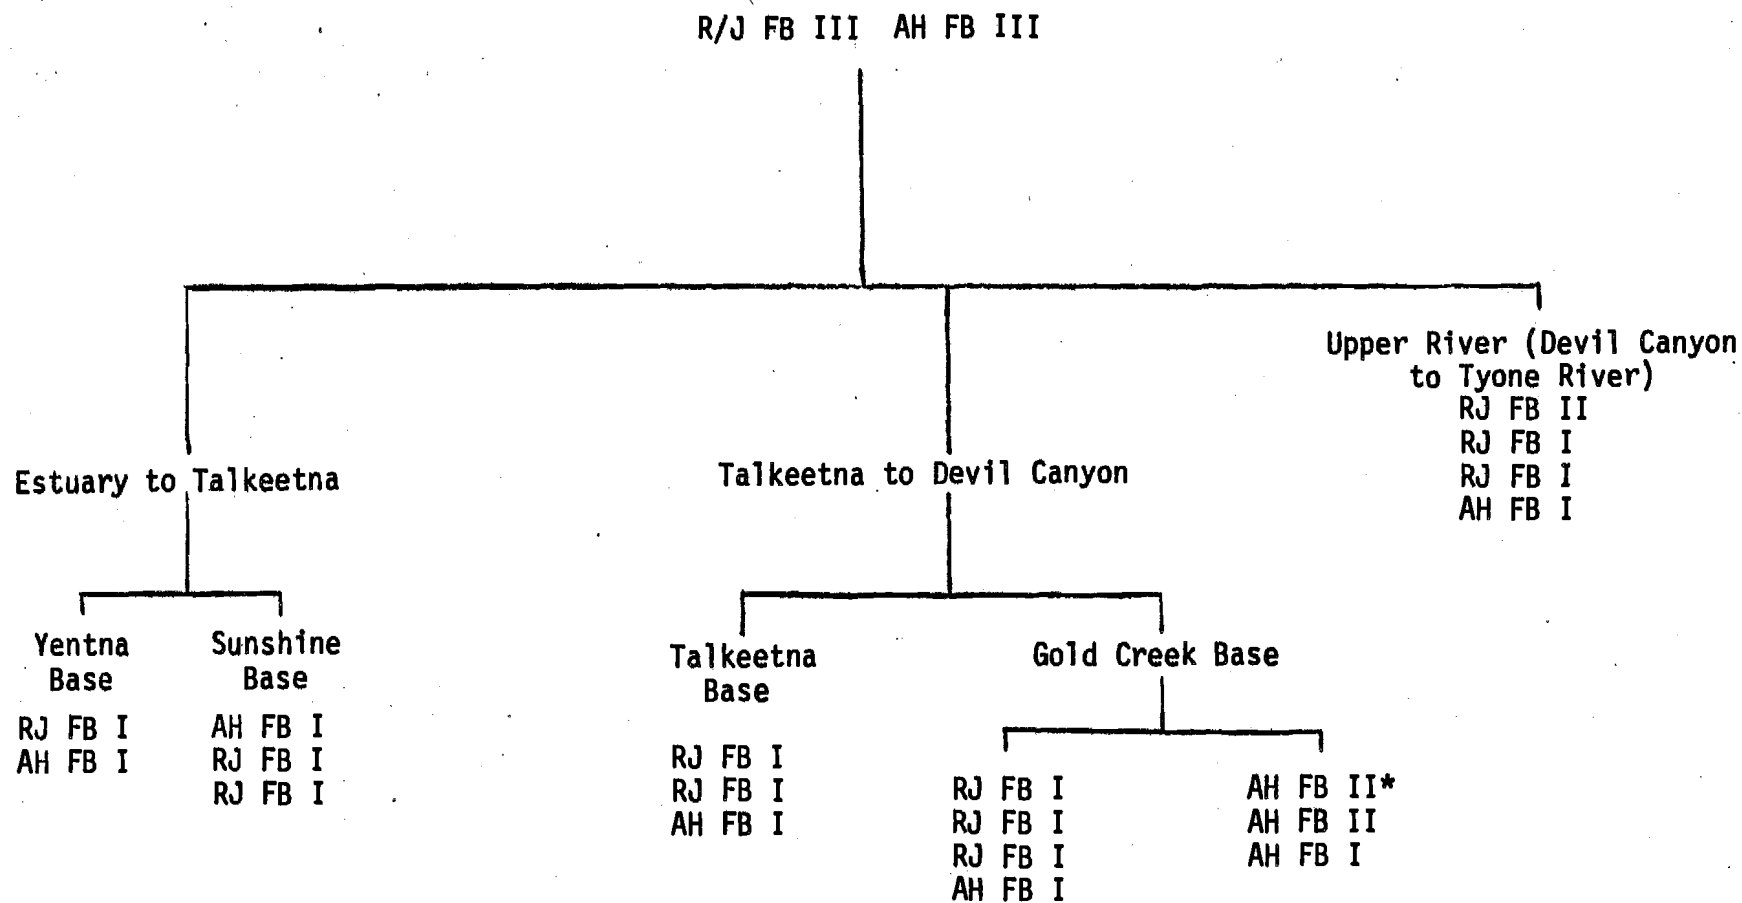 R/J FB III AH FB III
Upper River (Devil Canyon
to Tyone River)
RJ FB II
RJ FB I
RJ FB I
AH FB I
Estuary to Talkeetna
Talkeetna to Devil Canyon
Yentna
Base
RJ FB I
AH FB I
Sunshine
Base
AH FB I
RJ FB I
RJ FB I
Talkeetna
Base
RJ FB I
RJ FB I
AH FB I
Gold Creek Base
RJ FB I
RJ FB I
RJ FB I
AH FB I
AH FB II*
AH FB II
AH FB I